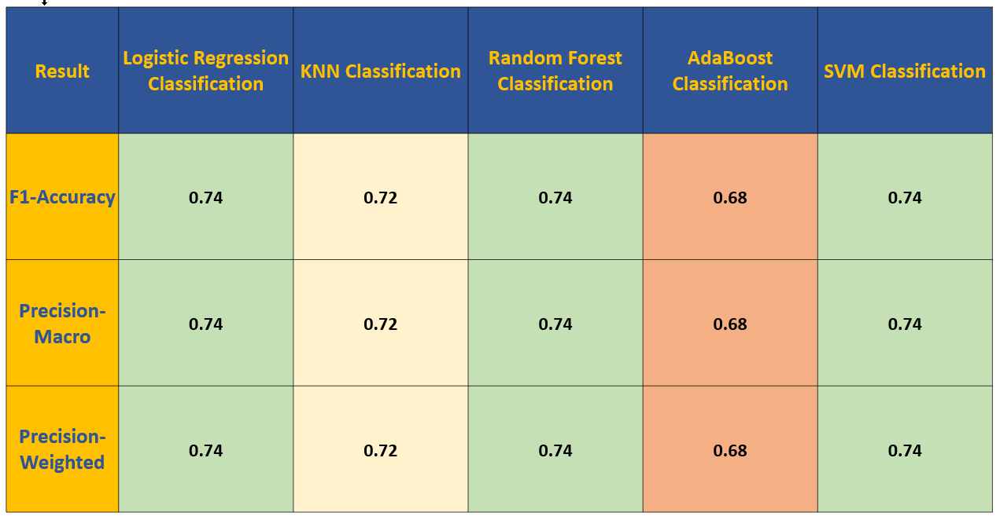 Result
Logistic Regression
Classification
KNN Classification
Random Forest
Classification
AdaBoost
Classification
SVM Classification
F1-Accuracy
0.74
0.72
0.74
0.68
0.74
Precision-
Macro
0.74
0.72
0.74
0.68
0.74
Precision-
Weighted
0.74
0.72
0.74
0.68
0.74